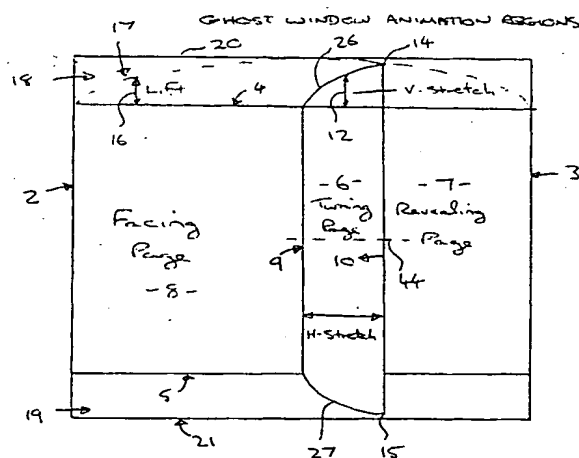 GHOST WINDOW ANIMATION REGIONS
17
20
26
14
18
Lift
4
V-stretch
16
12
2
3
-6-
Turning
Page
-7-
Revealing
Page
Facing
Page
-8-
9
10
44
H-stretch
5
19
21
27
15